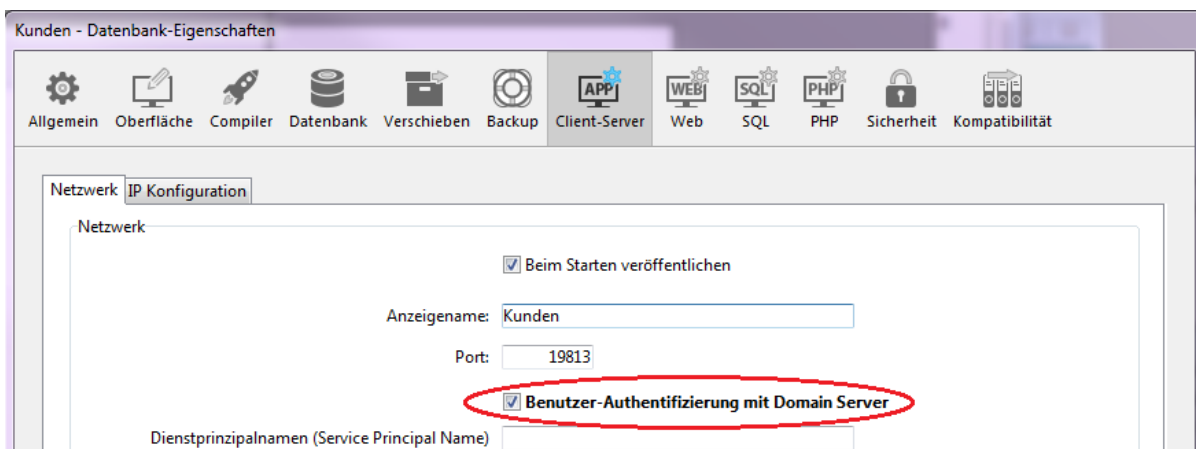 Kunden - Datenbank-Eigenschaften
APP WEB SQL PHP
Allgemein Oberfläche Compiler Datenbank Verschieben Backup Client-Server Web SQL PHP Sicherheit Kompatibilität
Netzwerk IP Konfiguration
Netzwerk
Beim Starten veröffentlichen
Anzeigename: Kunden
Port: 19813
Benutzer-Authentifizierung mit Domain Server
Dienstprinzipalnamen (Service Principal Name)